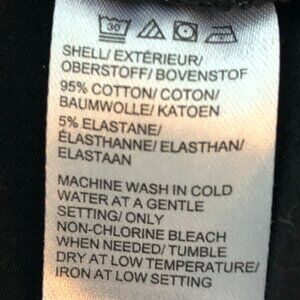 30
SHELL/ EXTÉRIEUR/
OBERSTOFF/ BOVENSTOF
95% COTTON/ COTON/
BAUMWOLLE/ KATOEN
5% ELASTANE/
ÉLASTHANNE/ ELASTHAN/
ELASTAAN
MACHINE WASH IN COLD
WATER AT A GENTLE
SETTING/ ONLY
NON-CHLORINE BLEACH
WHEN NEEDED/ TUMBLE
DRY AT LOW TEMPERATURE/
IRON AT LOW SETTING